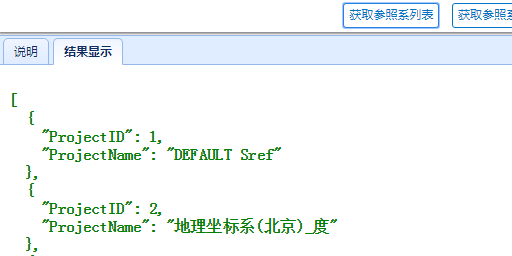 获取参照系列表 获取参照系
说明 结果显示
[
{
"ProjectID": 1,
"ProjectName": "DEFAULT Sref"
},
{
"ProjectID": 2,
"ProjectName": "地理坐标系(北京)_度"
},